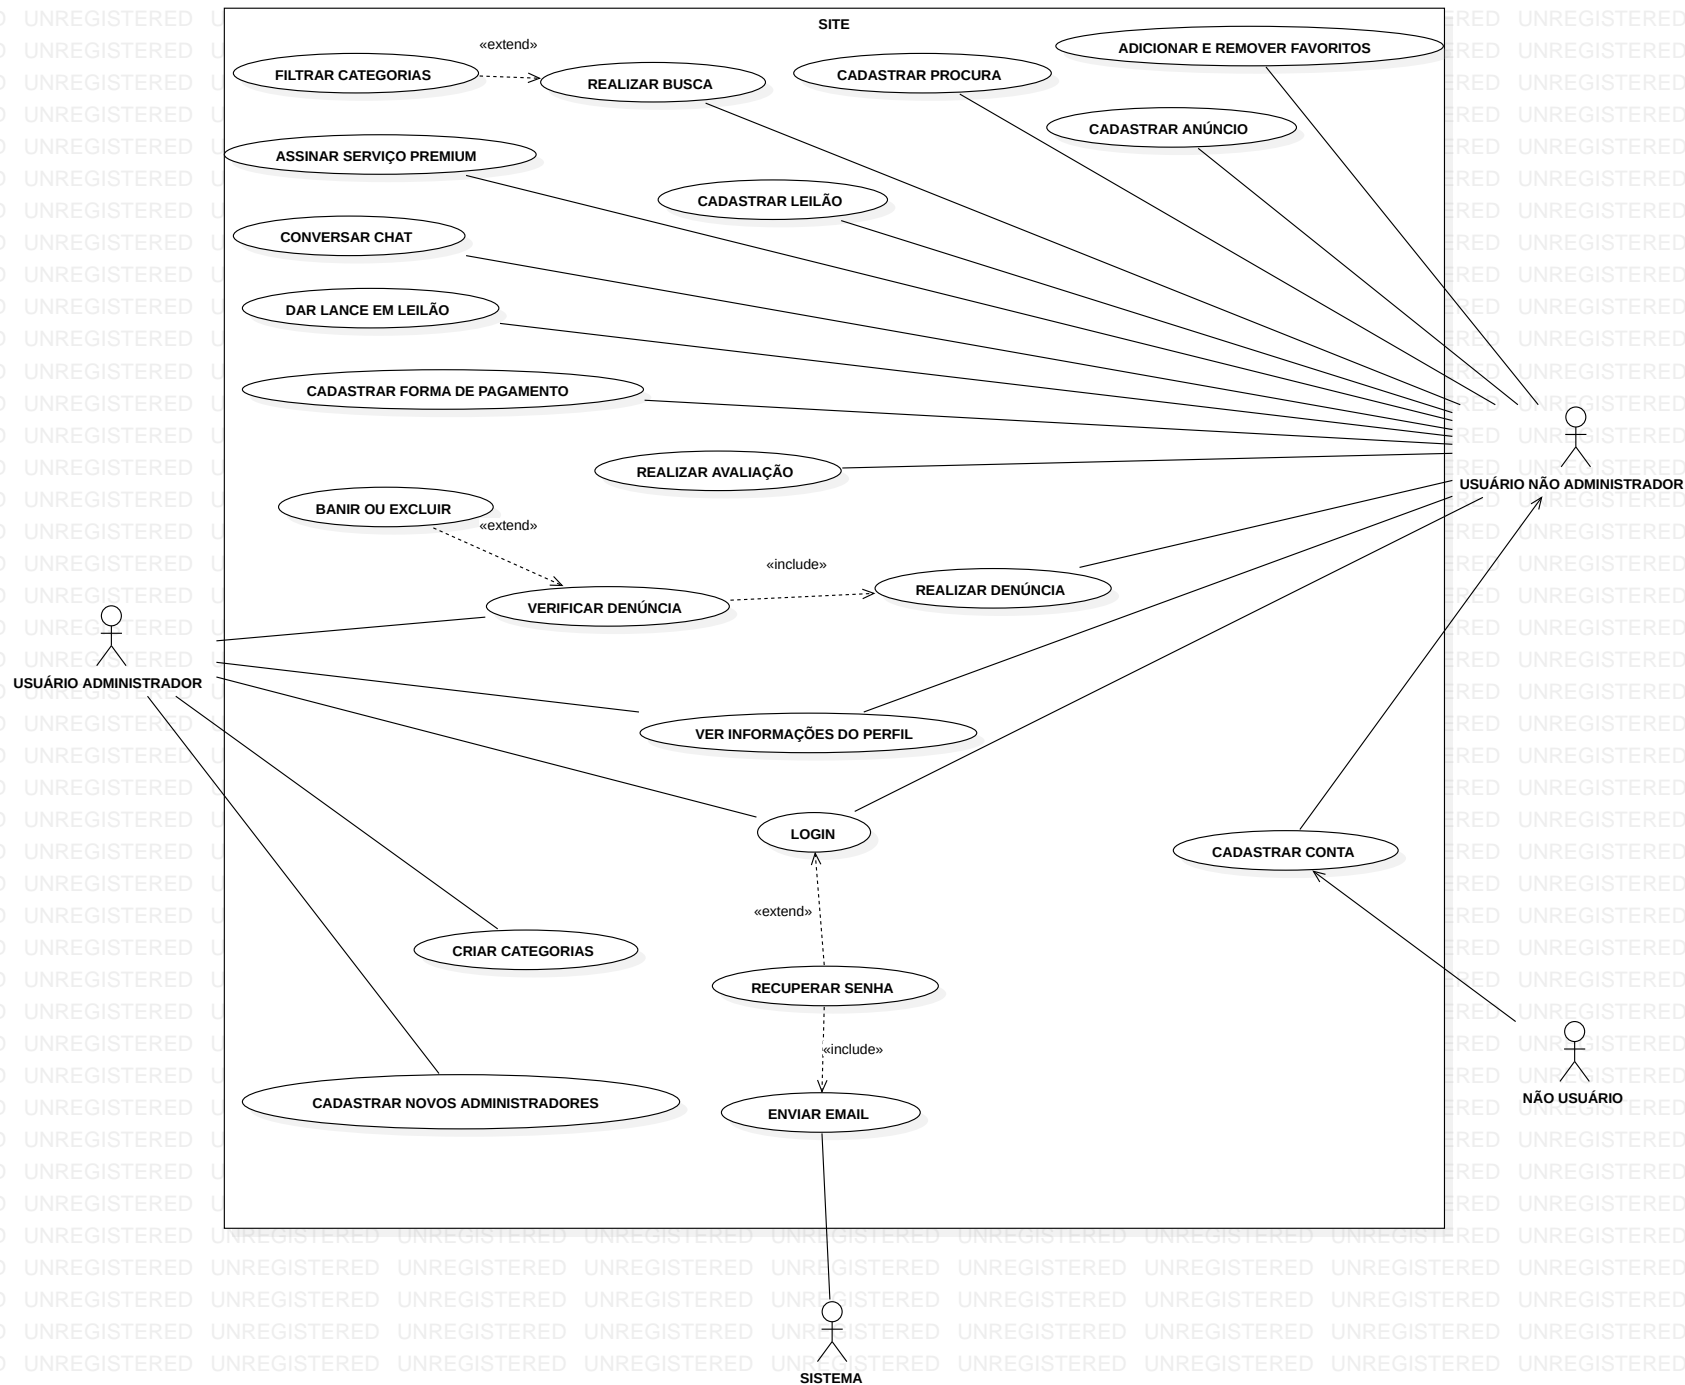 SITE
«extend»
ADICIONAR E REMOVER FAVORITOS
FILTRAR CATEGORIAS
REALIZAR BUSCA
CADASTRAR PROCURA
CADASTRAR ANÚNCIO
ASSINAR SERVIÇO PREMIUM
CADASTRAR LEILÃO
CONVERSAR CHAT
DAR LANCE EM LEILÃO
CADASTRAR FORMA DE PAGAMENTO
REALIZAR AVALIAÇÃO
USUÁRIO NÃO ADMINISTRADOR
BANIR OU EXCLUIR
«extend»
«include»
REALIZAR DENÚNCIA
VERIFICAR DENÚNCIA
USUÁRIO ADMINISTRADOR
VER INFORMAÇÕES DO PERFIL
LOGIN
CADASTRAR CONTA
«extend»
CRIAR CATEGORIAS
RECUPERAR SENHA
«include»
NÃO USUÁRIO
CADASTRAR NOVOS ADMINISTRADORES
ENVIAR EMAIL
SISTEMA
UNREGISTERED